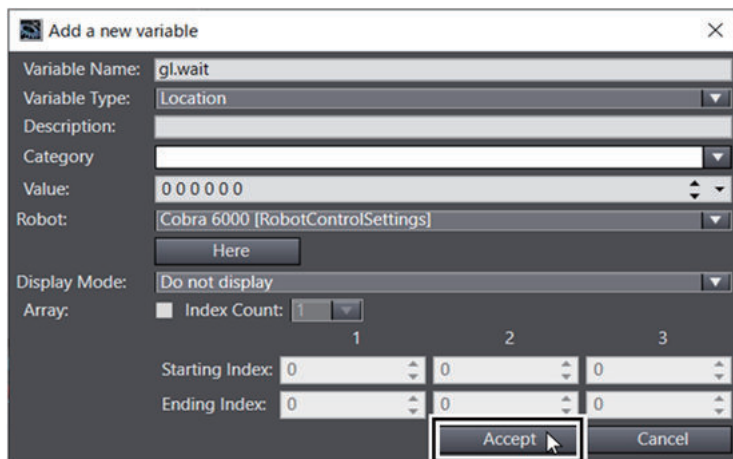 Add a new variable
Variable Name: gl.wait
Variable Type: Location
Description:
Category
Value: 0 0 0 0 0 0
Robot: Cobra 6000 [RobotControlSettings]
Here
Display Mode: Do not display
Array: Index Count: 1
1 2 3
Starting Index: 0 0 0
Ending Index: 0 0 0
Accept Cancel